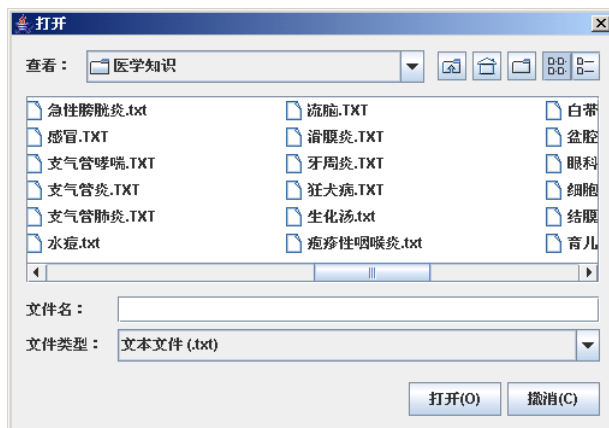 打开
查看： 医学知识
急性膀胱炎.txt 流脑.TXT 白带
感冒.TXT 滑膜炎.TXT 盆腔
支气管哮喘.TXT 牙周炎.TXT 眼科
支气管炎.TXT 狂犬病.TXT 细胞
支气管肺炎.TXT 生化汤.txt 结膜
水痘.txt 疱疹性咽喉炎.txt 育儿
文件名：
文件类型： 文本文件 (.txt)
打开(O) 撤消(C)